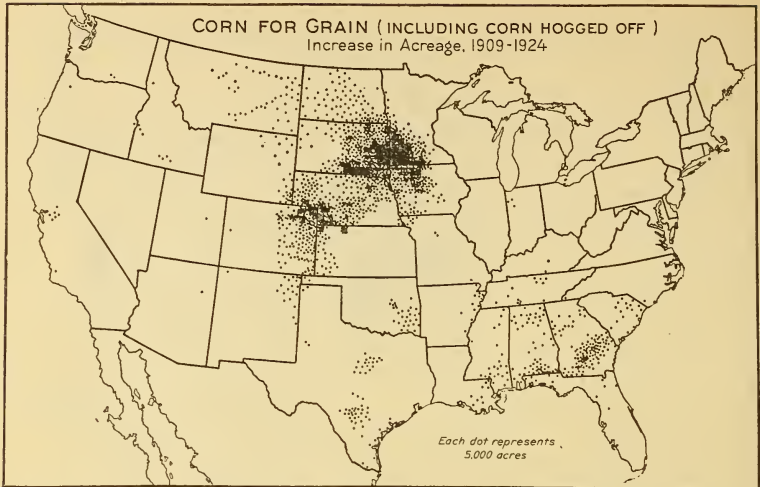 CORN FOR GRAIN (INCLUDING CORN HOGGED OFF)
Increase in Acreage, 1909-1924
Each dot represents
5,000 acres